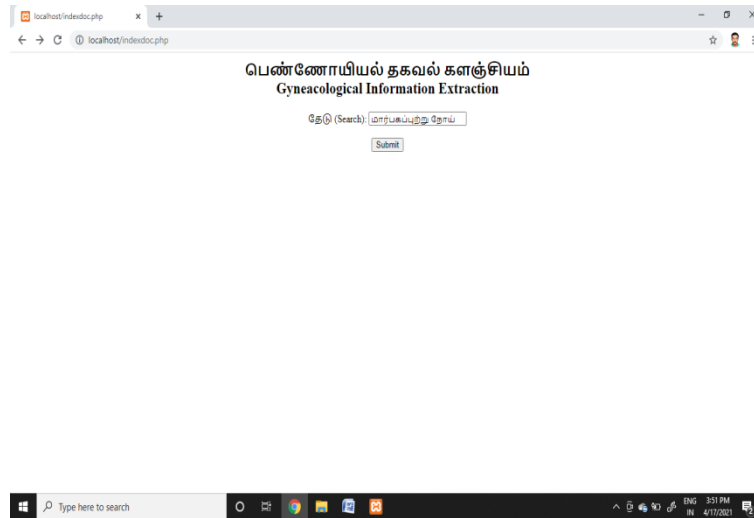 localhost/indexdoc.php
localhost/indexdoc.php
பெண்ணோயியல் தகவல் களஞ்சியம்
Gyneacological Information Extraction
தேடு (Search): மார்பகப்புற்று நோய்
Submit
Type here to search
ENG 3:51 PM
IN 4/17/2021